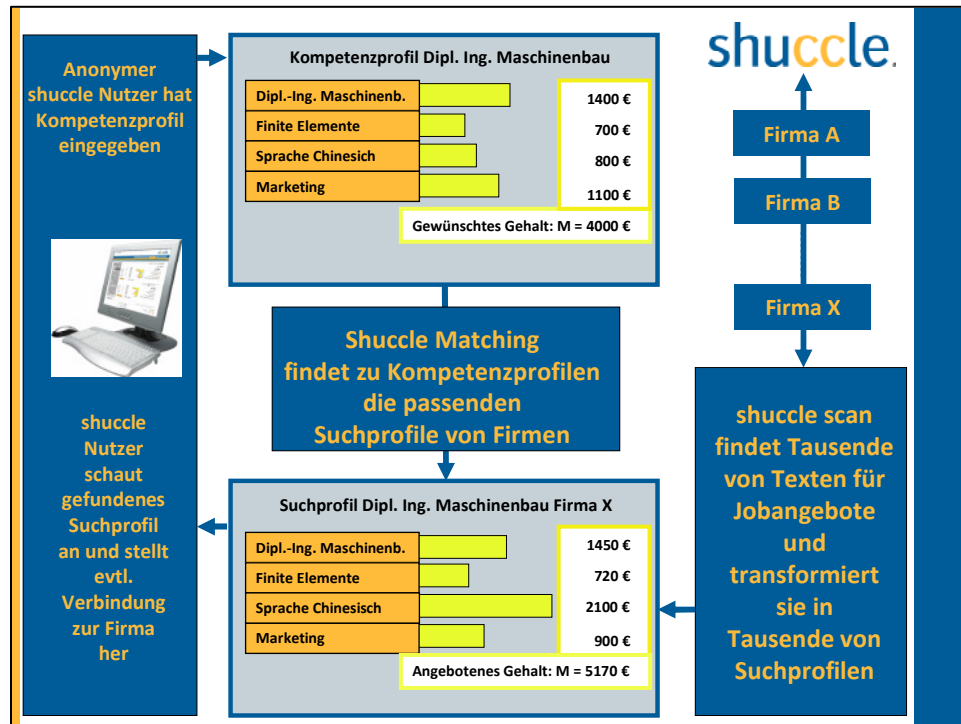 Anonymer
shuccle Nutzer hat
Kompetenzprofil
eingegeben
shuccle
Nutzer
schaut
gefundenes
Suchprofil
an und stellt
evtl.
Verbindung
zur Firma
her
Kompetenzprofil Dipl. Ing. Maschinenbau
Dipl.-Ing. Maschinenb. 1400 €
Finite Elemente 700 €
Sprache Chinesich 800 €
Marketing 1100 €
Gewünschtes Gehalt: M = 4000 €
Shuccle Matching
findet zu Kompetenzprofilen
die passenden
Suchprofile von Firmen
Suchprofil Dipl. Ing. Maschinenbau Firma X
Dipl.-Ing. Maschinenb. 1450 €
Finite Elemente 720 €
Sprache Chinesisch 2100 €
Marketing 900 €
Angebotenes Gehalt: M = 5170 €
shuccle.
Firma A
Firma B
Firma X
shuccle scan
findet Tausende
von Texten für
Jobangebote
und
transformiert
sie in
Tausende von
Suchprofilen